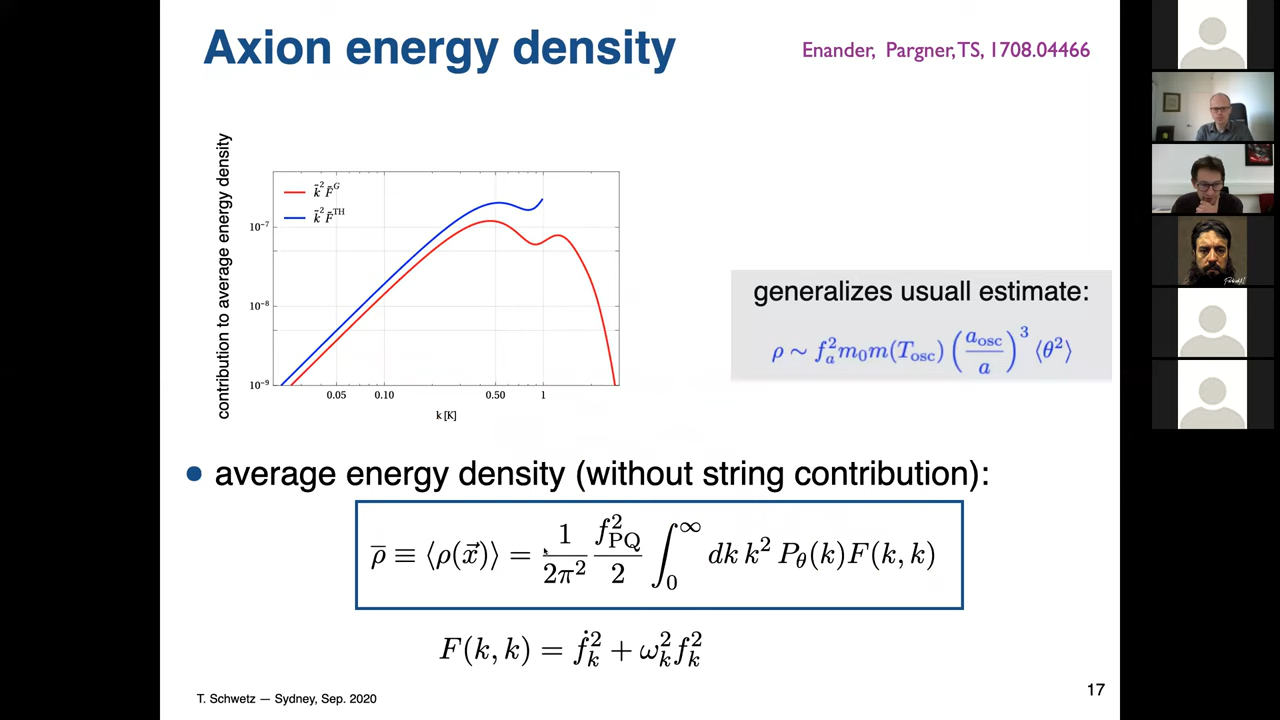 Axion energy density
Enander, Pargner,TS, 1708.04466
contribution to average energy density
k̃²F̃ᴳ
k̃²F̃ᵀᴴ
10⁻⁷
10⁻⁸
10⁻⁹
0.05 0.10 0.50 1
k [K]
generalizes usuall estimate:
ρ ∼ f_a² m₀m(T_osc) (a_osc/a)³ ⟨θ²⟩
• average energy density (without string contribution):
ρ̄ ≡ ⟨ρ(x⃗)⟩ = 1/2π² f²_PQ/2 ∫₀^∞ dk k² P_θ(k)F(k, k)
F(k, k) = ḟ_k² + ω_k² f_k²
T. Schwetz — Sydney, Sep. 2020
17